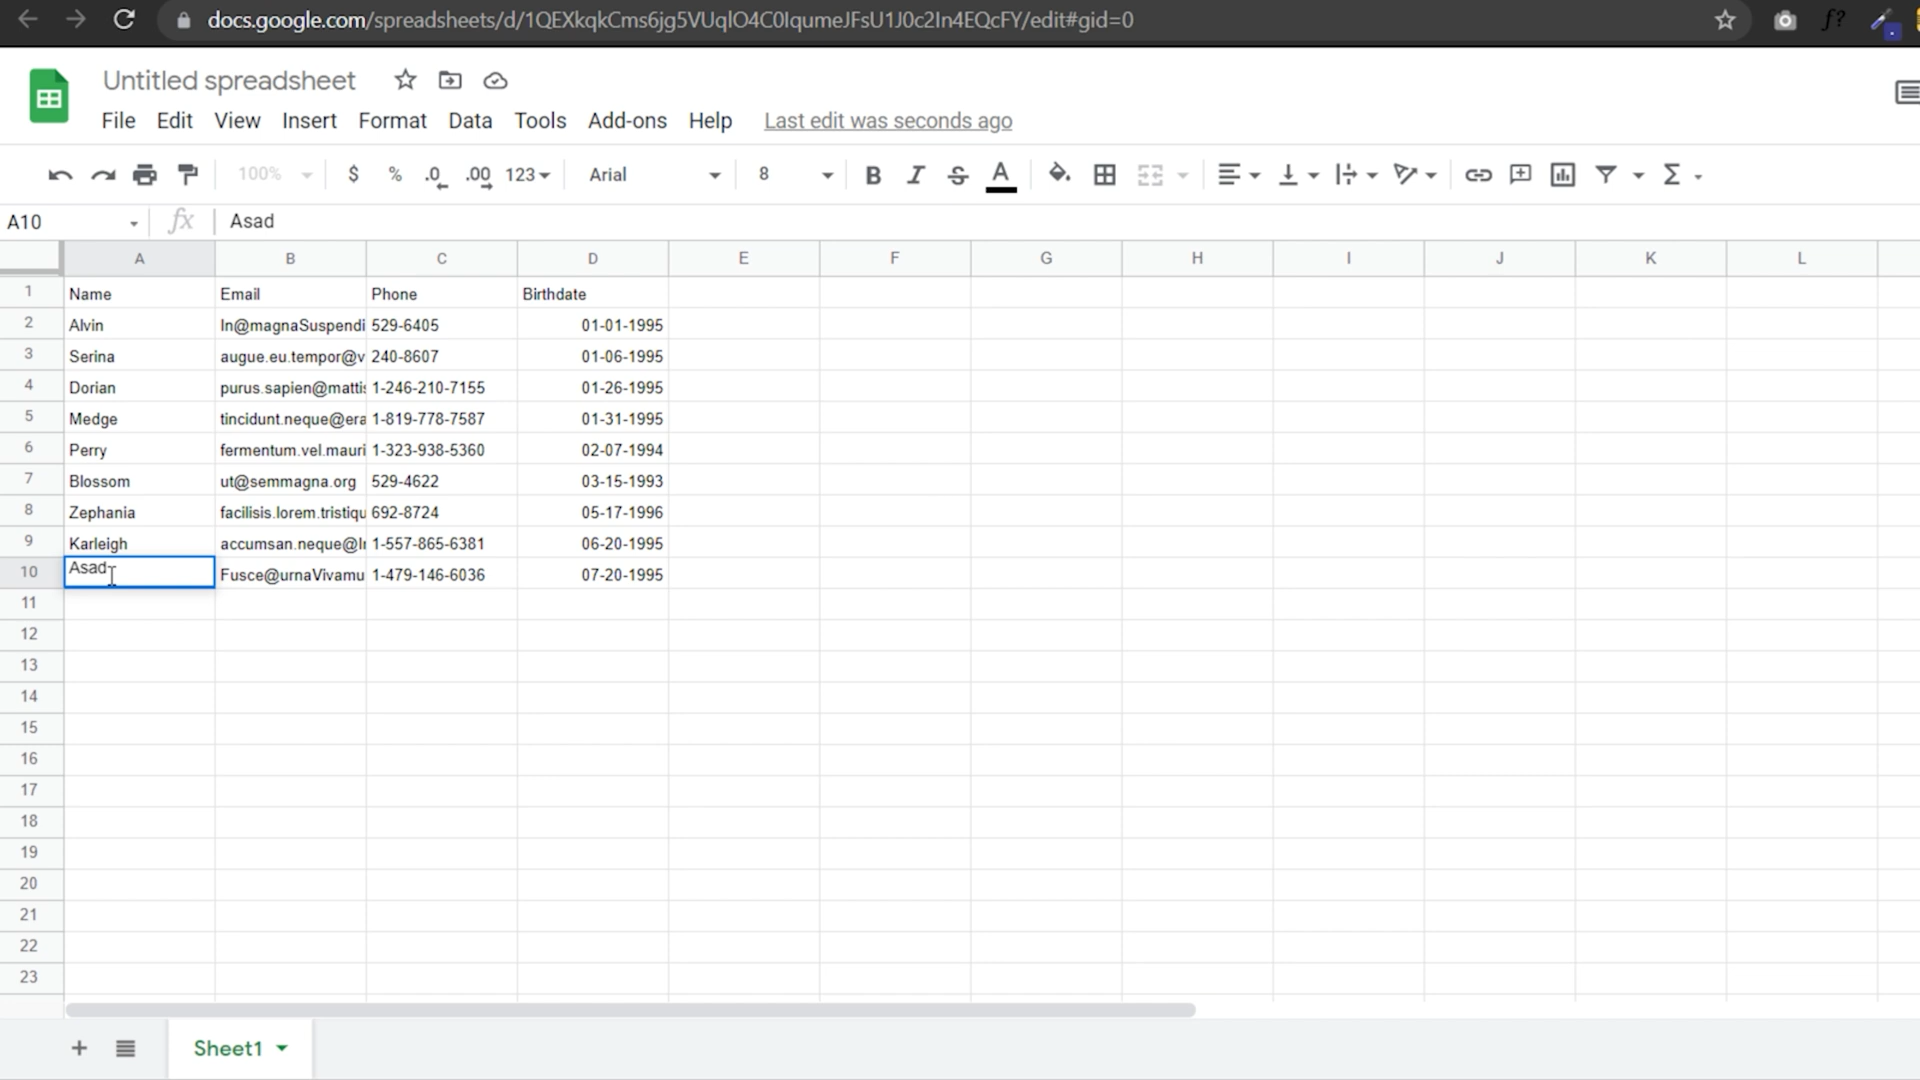 docs.google.com/spreadsheets/d/1QEXkqkCms6jg5VUqlO4C0IqumeJFsU1J0c2In4EQcFY/edit#gid=0
Untitled spreadsheet
File Edit View Insert Format Data Tools Add-ons Help Last edit was seconds ago
100% $ % .0 .00 123 Arial 8 B I S A Σ
A10 fx Asad
A B C D E F G H I J K L
1 Name Email Phone Birthdate
2 Alvin In@magnaSuspendi 529-6405 01-01-1995
3 Serina augue.eu.tempor@v 240-8607 01-06-1995
4 Dorian purus.sapien@mattis 1-246-210-7155 01-26-1995
5 Medge tincidunt.neque@era 1-819-778-7587 01-31-1995
6 Perry fermentum.vel.mauri 1-323-938-5360 02-07-1994
7 Blossom ut@semmagna.org 529-4622 03-15-1993
8 Zephania facilisis.lorem.tristiqu 692-8724 05-17-1996
9 Karleigh accumsan.neque@I 1-557-865-6381 06-20-1995
10 Asad Fusce@urnaVivamu 1-479-146-6036 07-20-1995
11
12
13
14
15
16
17
18
19
20
21
22
23
Sheet1